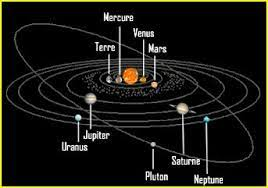 Mercure
Venus
Terre
Mars
Jupiter
Uranus
Saturne
Pluton
Neptune